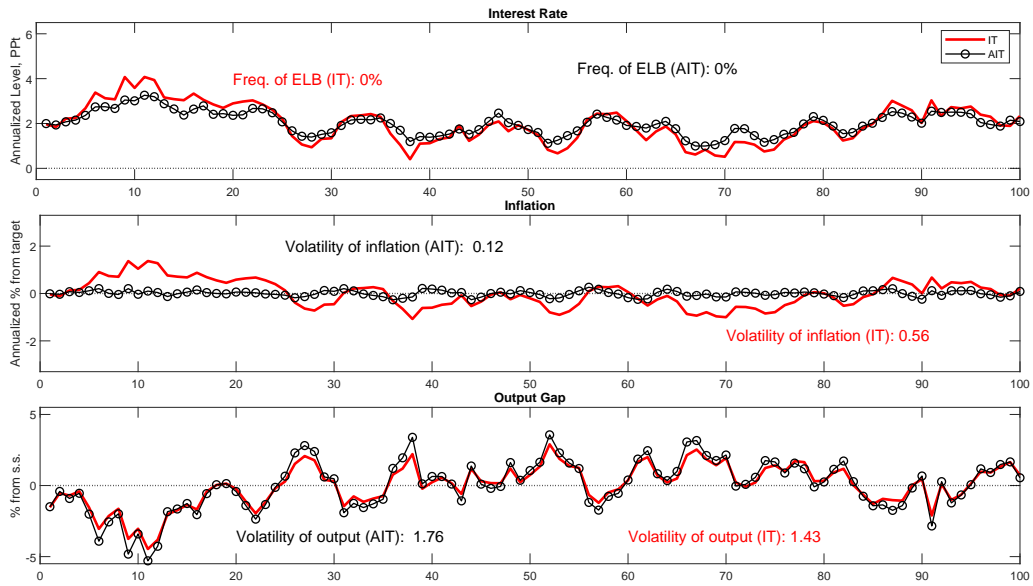 Interest Rate
Annualized Level, PPt
4
2
0
Freq. of ELB (IT): 0%
Freq. of ELB (AIT): 0%
IT
AIT
0 10 20 30 40 50 60 70 80 90 100
Inflation
Annualized % from target
2
0
-2
Volatility of inflation (AIT): 0.12
Volatility of inflation (IT): 0.56
0 10 20 30 40 50 60 70 80 90 100
Output Gap
% from s.s.
5
0
-5
Volatility of output (AIT): 1.76
Volatility of output (IT): 1.43
0 10 20 30 40 50 60 70 80 90 100